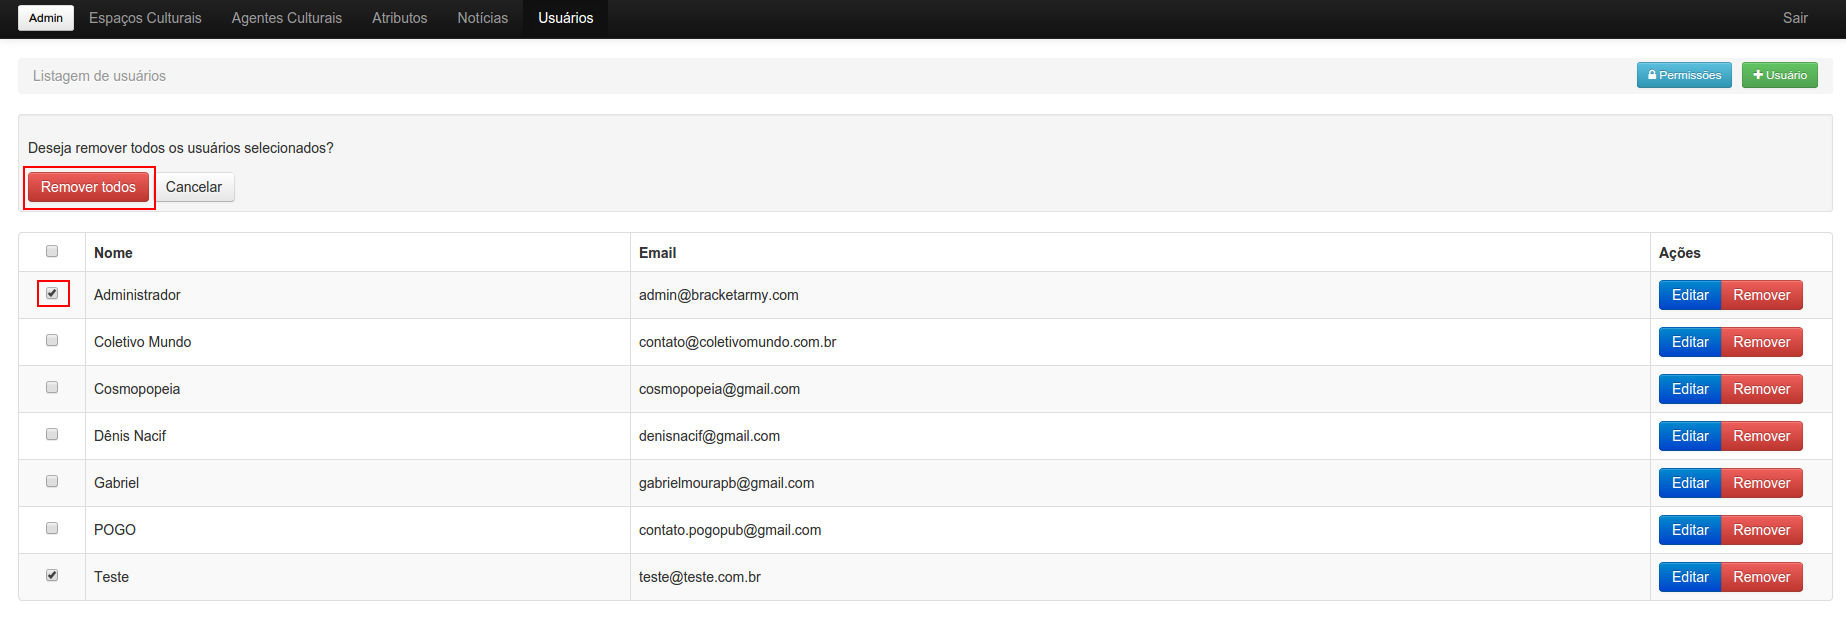 Admin Espaços Culturais Agentes Culturais Atributos Notícias Usuários Sair
Listagem de usuários Permissões Usuário
Deseja remover todos os usuários selecionados?
Remover todos Cancelar
Nome Email Ações
Administrador admin@bracketarmy.com Editar Remover
Coletivo Mundo contato@coletivomundo.com.br Editar Remover
Cosmopopeia cosmopopeia@gmail.com Editar Remover
Dênis Nacif denisnacif@gmail.com Editar Remover
Gabriel gabrielmourapb@gmail.com Editar Remover
POGO contato.pogopub@gmail.com Editar Remover
Teste teste@teste.com.br Editar Remover